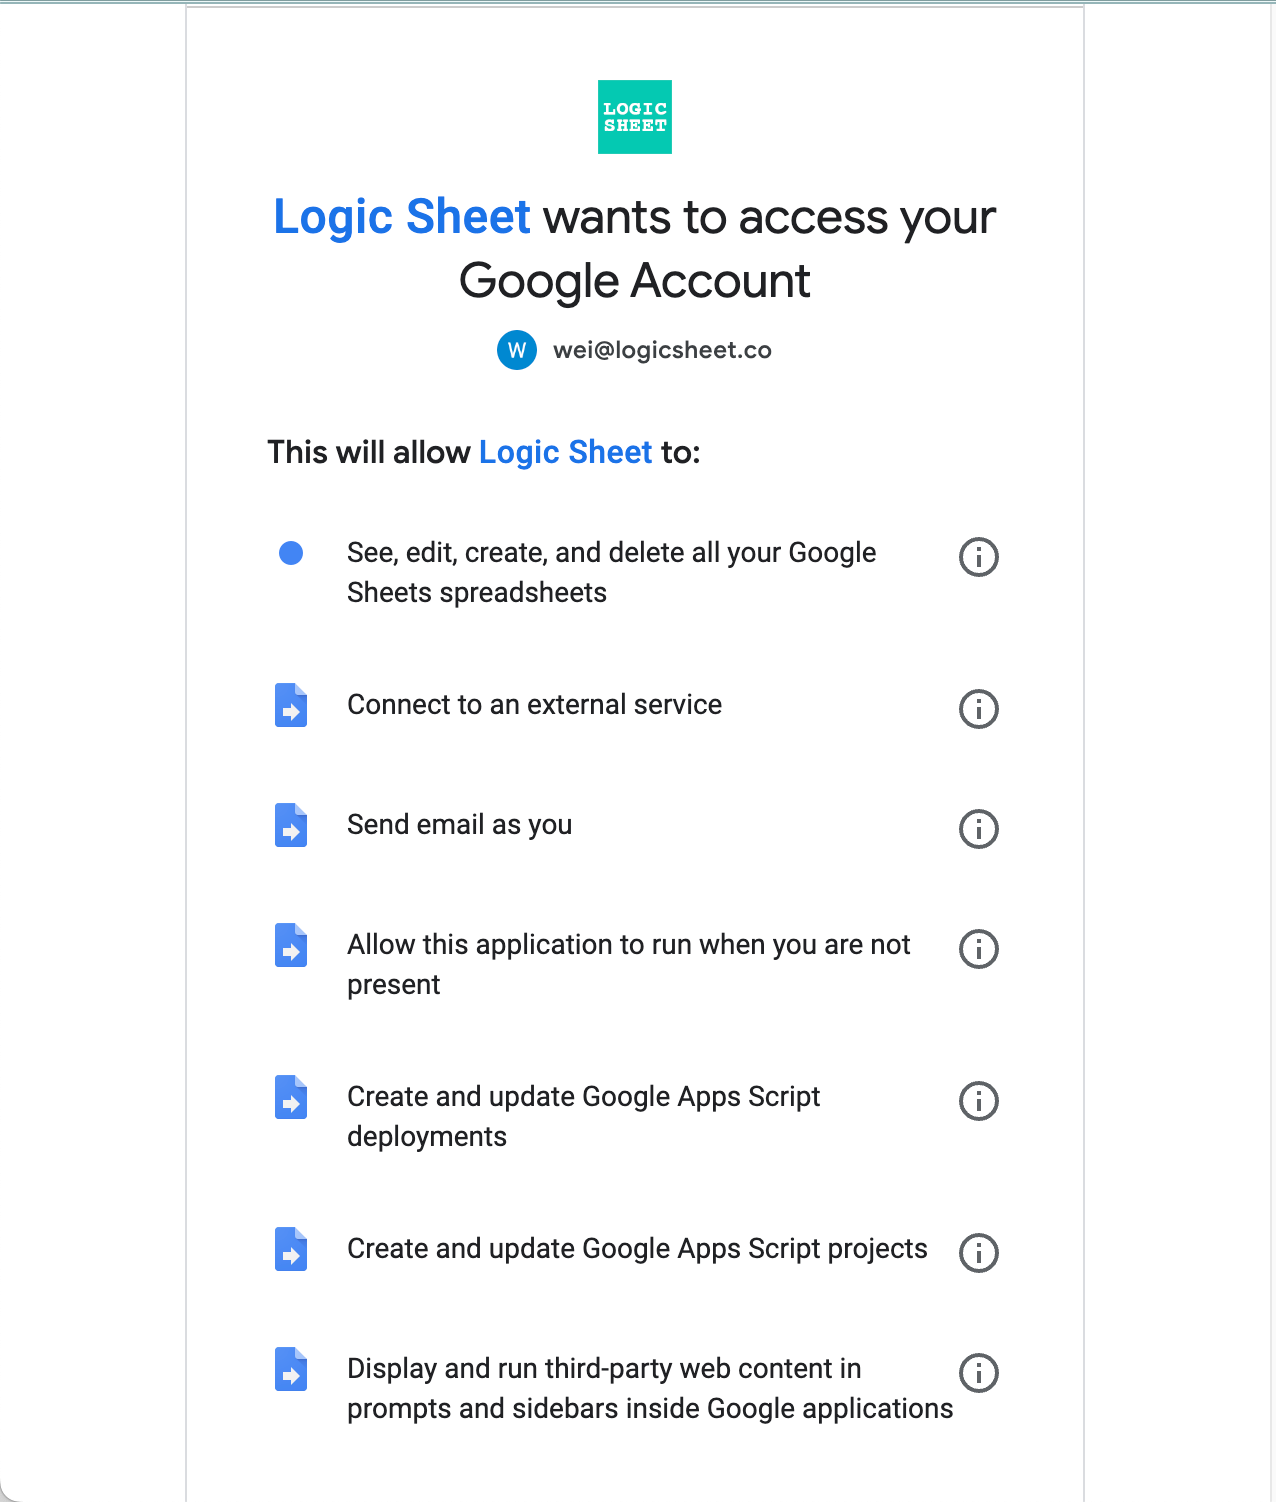 LOGIC
SHEET
Logic Sheet wants to access your
Google Account
W wei@logicsheet.co
This will allow Logic Sheet to:
See, edit, create, and delete all your Google
Sheets spreadsheets
Connect to an external service
Send email as you
Allow this application to run when you are not
present
Create and update Google Apps Script
deployments
Create and update Google Apps Script projects
Display and run third-party web content in
prompts and sidebars inside Google applications